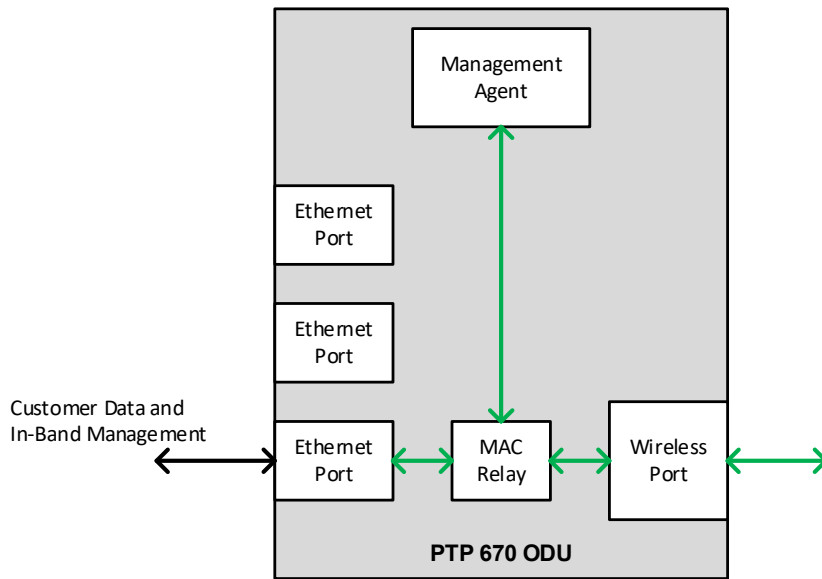 Management
Agent
Ethernet
Port
Ethernet
Port
Customer Data and
In-Band Management
Ethernet
Port
MAC
Relay
Wireless
Port
PTP 670 ODU